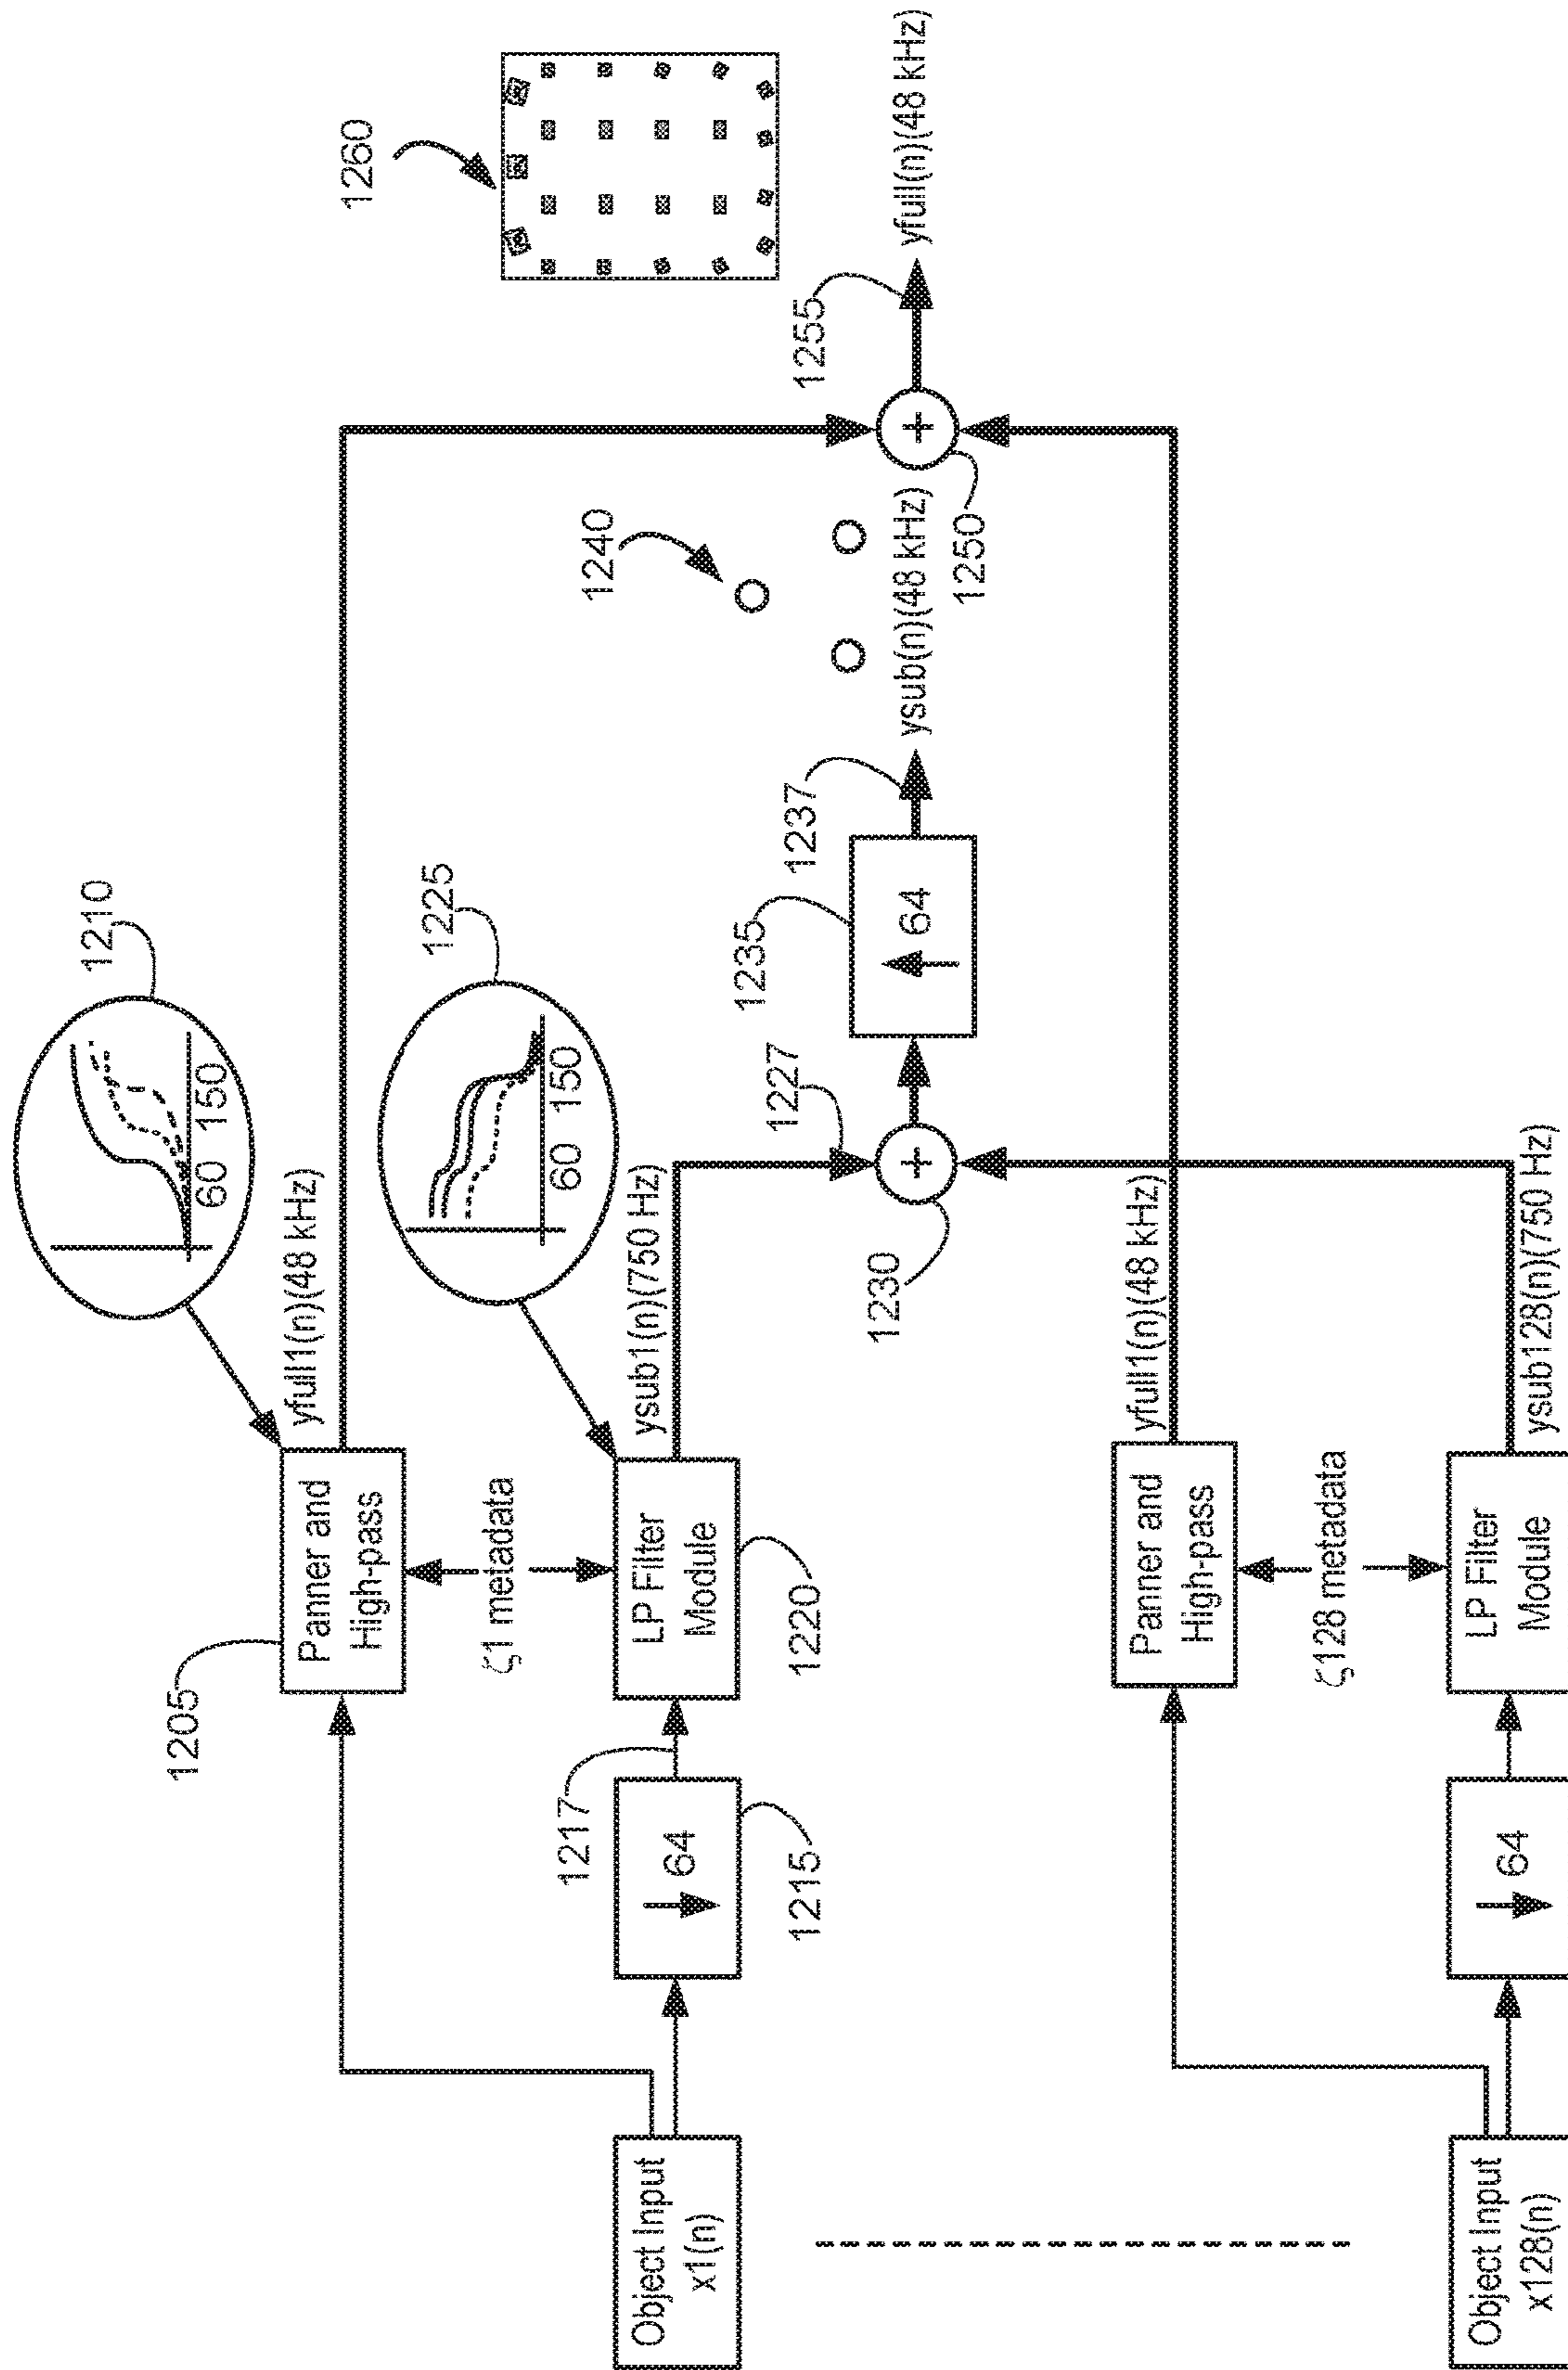 1210
60 150
1225
60 150
1260
1205
Panner and
High-pass
yfull1(n)(48 kHz)
ζ1 metadata
Object Input
x1(n)
↓ 64
1215
1217
LP Filter
Module
1220
ysub1(n)(750 Hz)
1227
+
1230
1235
↑ 64
1237
1240
ysub(n)(48 kHz)
+
1250
1255
yfull(n)(48 kHz)
Panner and
High-pass
yfull1(n)(48 kHz)
ζ128 metadata
Object Input
x128(n)
↓ 64
LP Filter
Module
ysub128(n)(750 Hz)